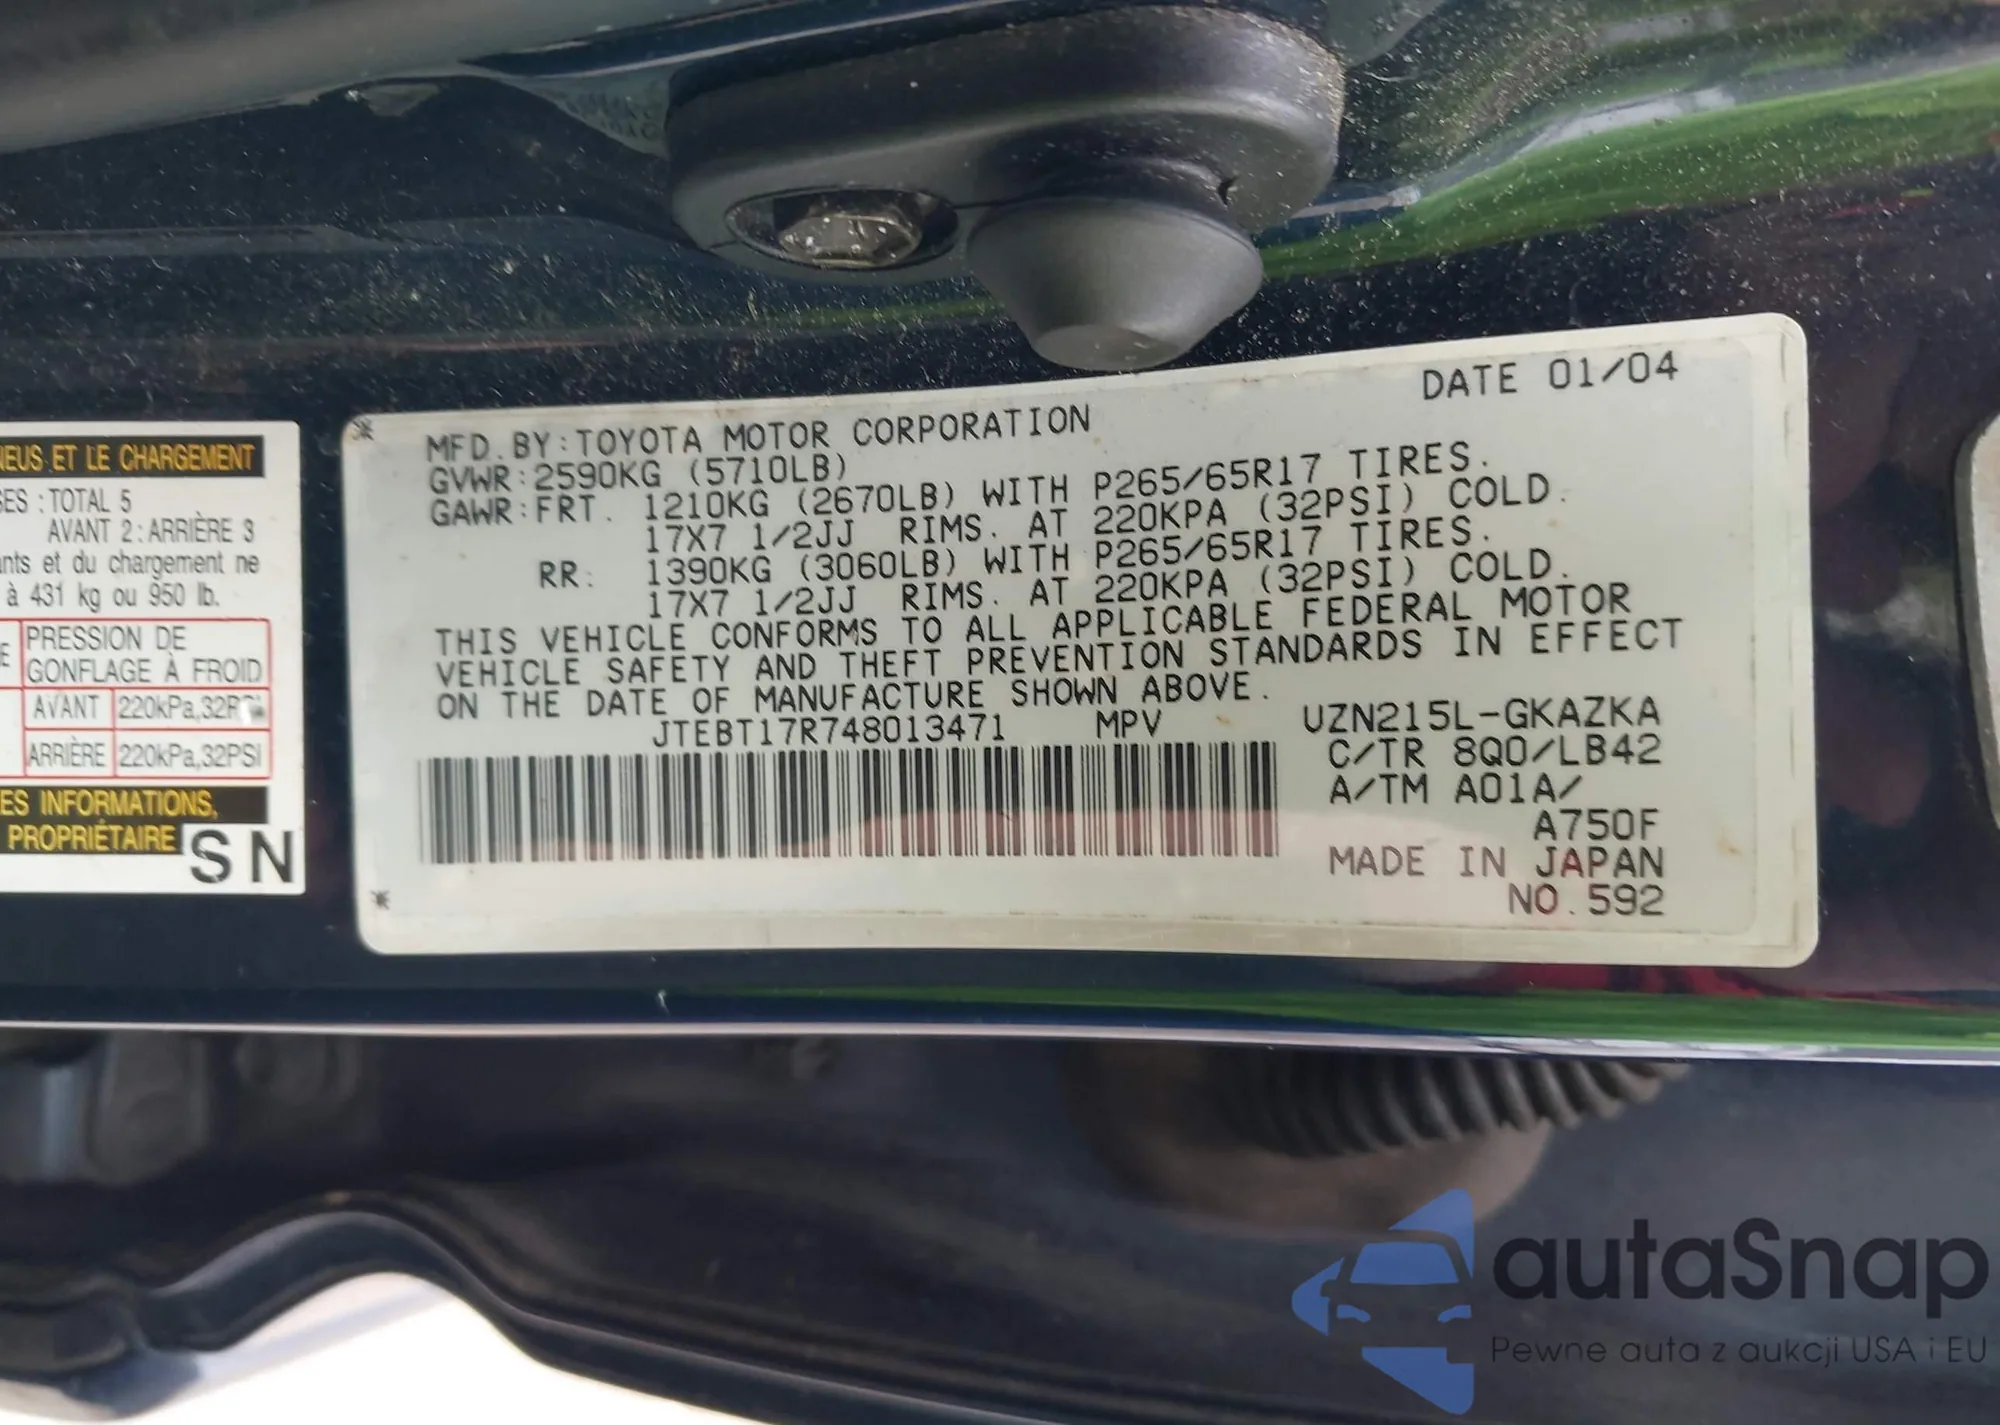 NEUS ET LE CHARGEMENT
GES : TOTAL 5
AVANT 2 : ARRIÈRE 3
ants et du chargement ne
à 431 kg ou 950 lb.
E
PRESSION DE
GONFLAGE À FROID
AVANT 220kPa,32PSI
ARRIÈRE 220kPa,32PSI
ES INFORMATIONS,
PROPRIÉTAIRE
SN
DATE 01/04
MFD. BY: TOYOTA MOTOR CORPORATION
GVWR: 2590KG (5710LB)
GAWR: FRT. 1210KG (2670LB) WITH P265/65R17 TIRES.
17X7 1/2JJ RIMS. AT 220KPA (32PSI) COLD.
RR: 1390KG (3060LB) WITH P265/65R17 TIRES.
17X7 1/2JJ RIMS. AT 220KPA (32PSI) COLD.
THIS VEHICLE CONFORMS TO ALL APPLICABLE FEDERAL MOTOR
VEHICLE SAFETY AND THEFT PREVENTION STANDARDS IN EFFECT
ON THE DATE OF MANUFACTURE SHOWN ABOVE.
JTEBT17R748013471 MPV UZN215L-GKAZKA
C/TR 8Q0/LB42
A/TM A01A/
A750F
MADE IN JAPAN
NO. 592
autaSnap
Pewne auta z aukcji USA i EU